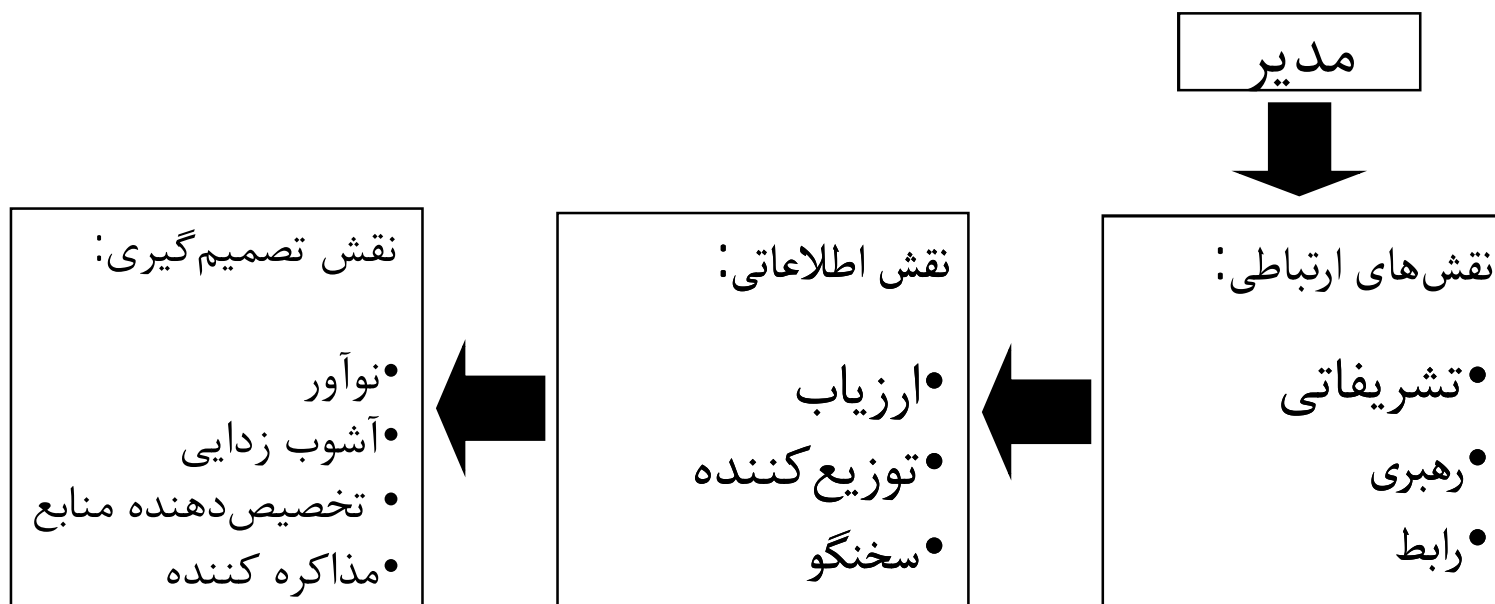 مدیر
نقش‌های ارتباطی:
•تشریفاتی
•رهبری
•رابط
نقش اطلاعاتی:
•ارزیاب
•توزیع‌کننده
•سخنگو
نقش تصمیم‌گیری:
•نوآور
•آشوب زدایی
• تخصیص‌دهنده منابع
•مذاکره کننده